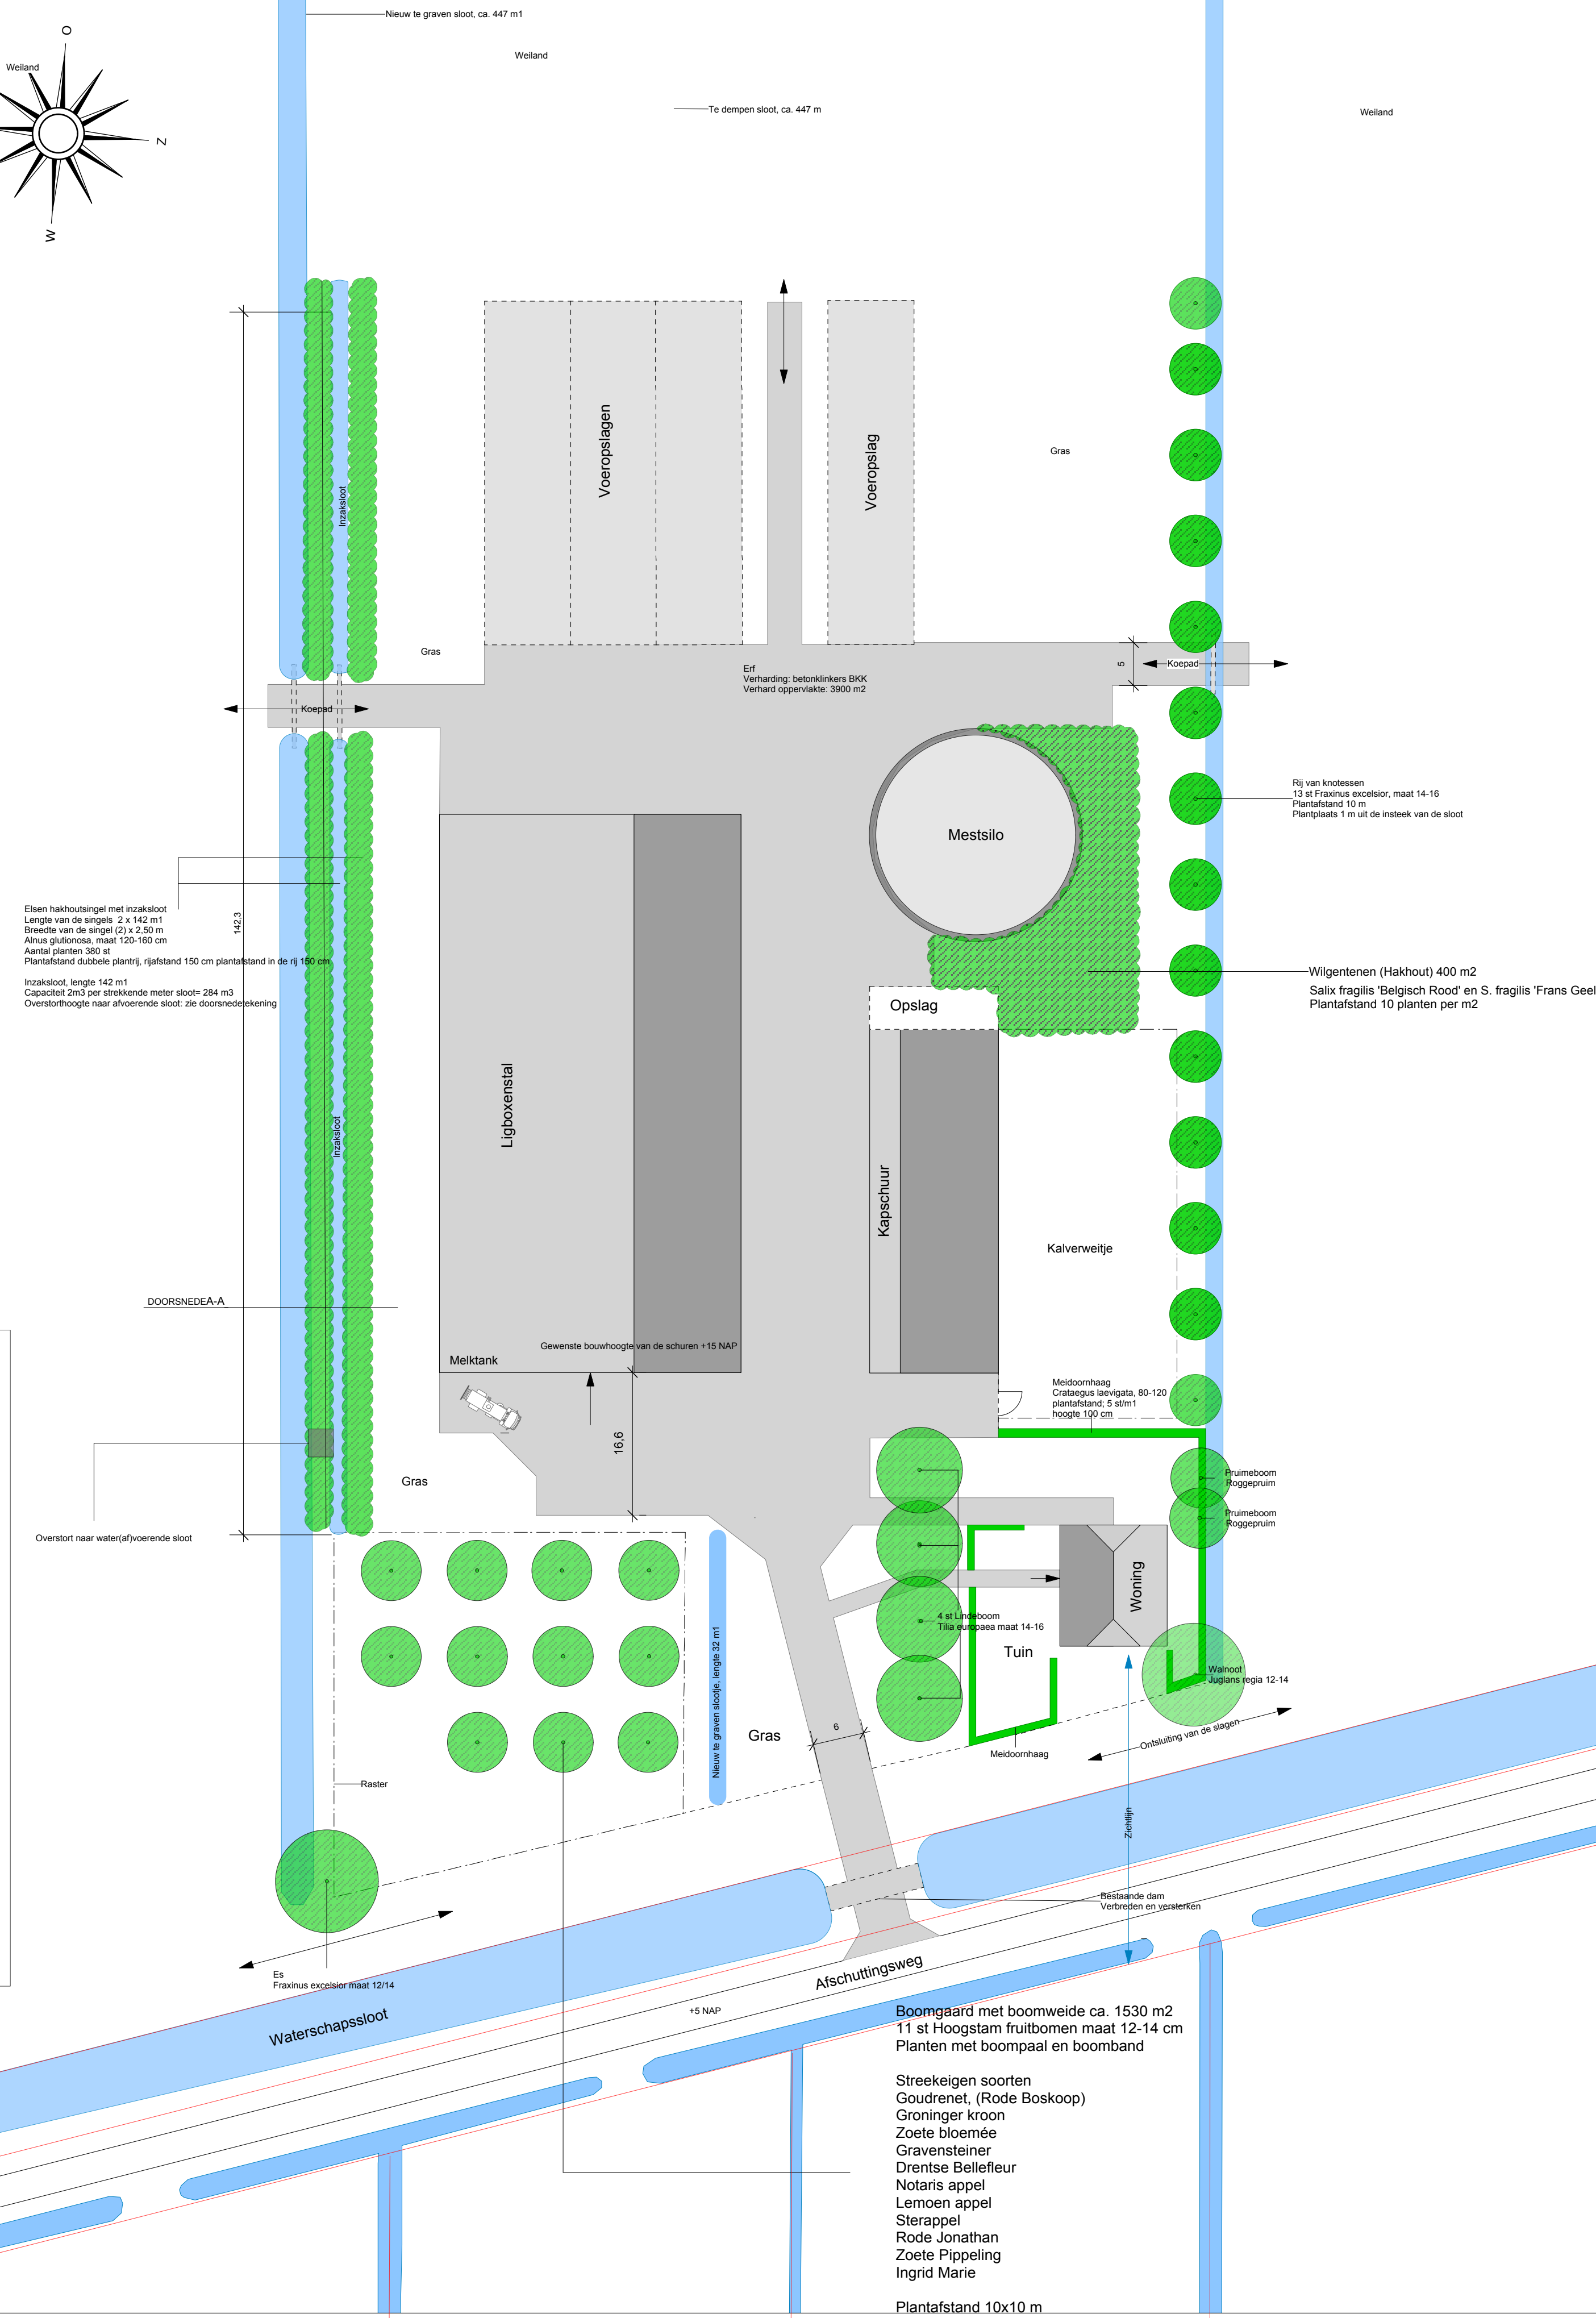 Nieuw te graven sloot, ca. 447 m1
O
Weiland
Weiland
Te dempen sloot, ca. 447 m
Weiland
Z
W
Voeropslagen
Voeropslag
Gras
Inzaksloot
Gras
Erf
Verharding: betonklinkers BKK
Verhard oppervlakte: 3900 m2
5
Koepad
Koepad
Rij van knotessen
13 st Fraxinus excelsior, maat 14-16
Plantafstand 10 m
Plantplaats 1 m uit de insteek van de sloot
Mestsilo
142,3
Elsen hakhoutsingel met inzaksloot
Lengte van de singels 2 x 142 m1
Breedte van de singel (2) x 2,50 m
Alnus glutionosa, maat 120-160 cm
Aantal planten 380 st
Plantafstand dubbele plantrij, rijafstand 150 cm plantafstand in de rij 150 cm
Inzaksloot, lengte 142 m1
Capaciteit 2m3 per strekkende meter sloot= 284 m3
Overstorthoogte naar afvoerende sloot: zie doorsnedetekening
Wilgentenen (Hakhout) 400 m2
Salix fragilis 'Belgisch Rood' en S. fragilis 'Frans Geel
Plantafstand 10 planten per m2
Opslag
Ligboxenstal
Inzaksloot
Kapschuur
Kalverweitje
DOORSNEDEA-A
Gewenste bouwhoogte van de schuren +15 NAP
Melktank
Meidoornhaag
Crataegus laevigata, 80-120
plantafstand; 5 st/m1
hoogte 100 cm
16,6
Gras
Pruimeboom
Roggepruim
Pruimeboom
Roggepruim
Overstort naar water(af)voerende sloot
Woning
4 st Lindeboom
Tilia europaea maat 14-16
Tuin
Nieuw te graven slootje, lengte 32 m1
Walnoot
Juglans regia 12-14
6
Gras
Ontsluiting van de slagen
Meidoornhaag
Raster
Zichtlijn
Bestaande dam
Verbreden en versterken
Es
Fraxinus excelsior maat 12/14
Afschuttingsweg
+5 NAP
Waterschapssloot
Boomgaard met boomweide ca. 1530 m2
11 st Hoogstam fruitbomen maat 12-14 cm
Planten met boompaal en boomband
Streekeigen soorten
Goudrenet, (Rode Boskoop)
Groninger kroon
Zoete bloemée
Gravensteiner
Drentse Bellefleur
Notaris appel
Lemoen appel
Sterappel
Rode Jonathan
Zoete Pippeling
Ingrid Marie
Plantafstand 10x10 m